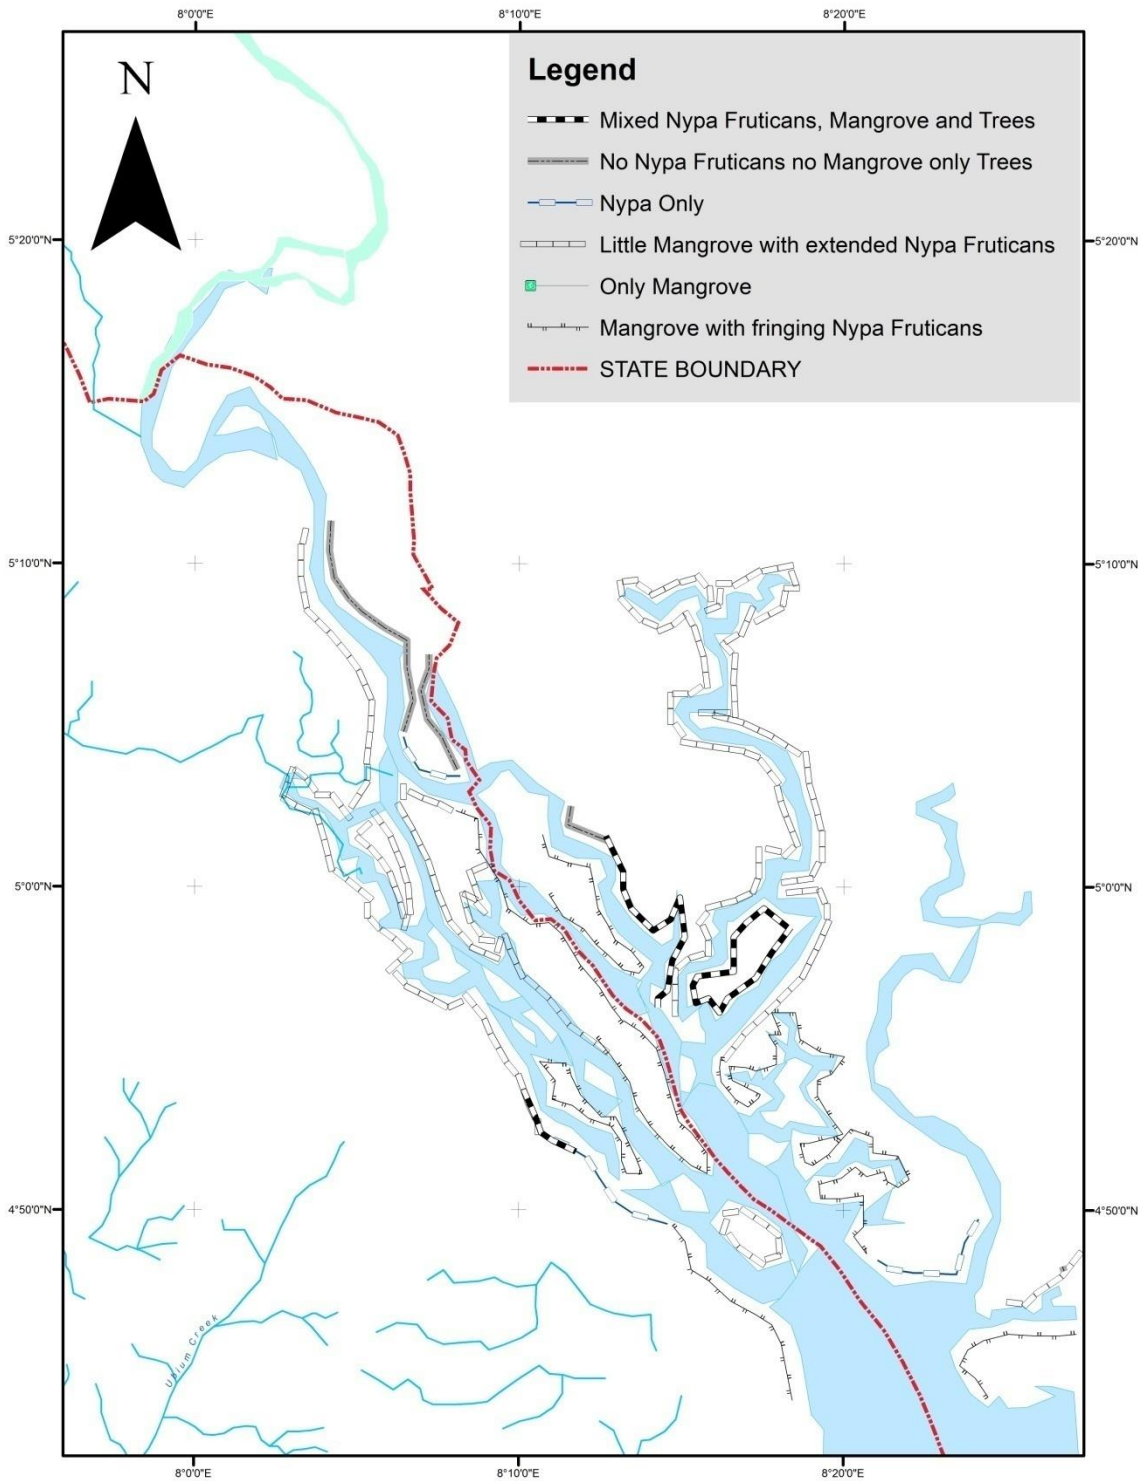 8°0'0"E 8°10'0"E 8°20'0"E
N
Legend
Mixed Nypa Fruticans, Mangrove and Trees
No Nypa Fruticans no Mangrove only Trees
Nypa Only
Little Mangrove with extended Nypa Fruticans
Only Mangrove
Mangrove with fringing Nypa Fruticans
STATE BOUNDARY
5°20'0"N 5°20'0"N
5°10'0"N 5°10'0"N
5°0'0"N 5°0'0"N
4°50'0"N 4°50'0"N
Ubium Creek
8°0'0"E 8°10'0"E 8°20'0"E